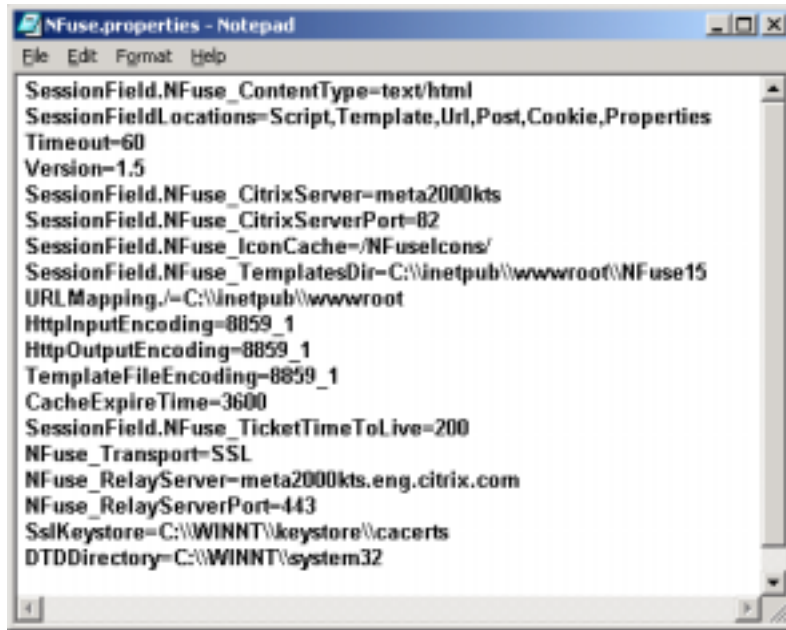 NFuse.properties - Notepad
File Edit Format Help
SessionField.NFuse_ContentType=text/html
SessionFieldLocations=Script,Template,Url,Post,Cookie,Properties
Timeout=60
Version=1.5
SessionField.NFuse_CitrixServer=meta2000kts
SessionField.NFuse_CitrixServerPort=82
SessionField.NFuse_IconCache=/NFuseIcons/
SessionField.NFuse_TemplatesDir=C:\\inetpub\\wwwroot\\NFuse15
URLMapping./=C:\\inetpub\\wwwroot
HttpInputEncoding=8859_1
HttpOutputEncoding=8859_1
TemplateFileEncoding=8859_1
CacheExpireTime=3600
SessionField.NFuse_TicketTimeToLive=200
NFuse_Transport=SSL
NFuse_RelayServer=meta2000kts.eng.citrix.com
NFuse_RelayServerPort=443
SslKeystore=C:\\WINNT\\keystore\\cacerts
DTDDirectory=C:\\WINNT\\system32